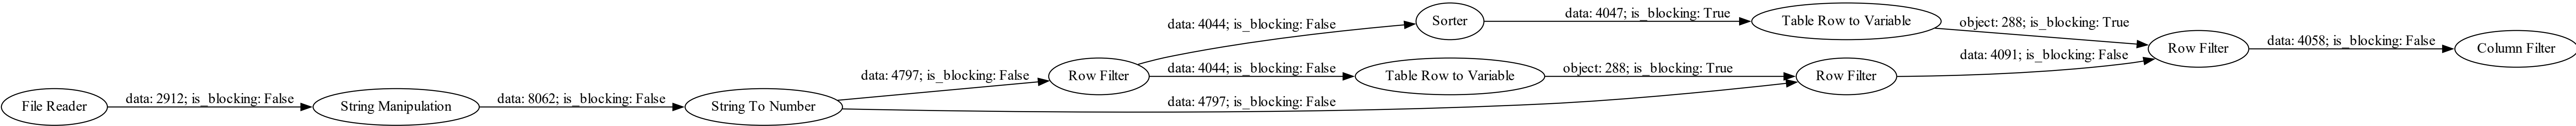 File Reader
data: 2912; is_blocking: False
String Manipulation
data: 8062; is_blocking: False
String To Number
data: 4797; is_blocking: False
data: 4797; is_blocking: False
Row Filter
data: 4044; is_blocking: False
data: 4044; is_blocking: False
Sorter
data: 4047; is_blocking: True
Table Row to Variable
object: 288; is_blocking: True
Table Row to Variable
object: 288; is_blocking: True
Row Filter
data: 4091; is_blocking: False
Row Filter
data: 4058; is_blocking: False
Column Filter